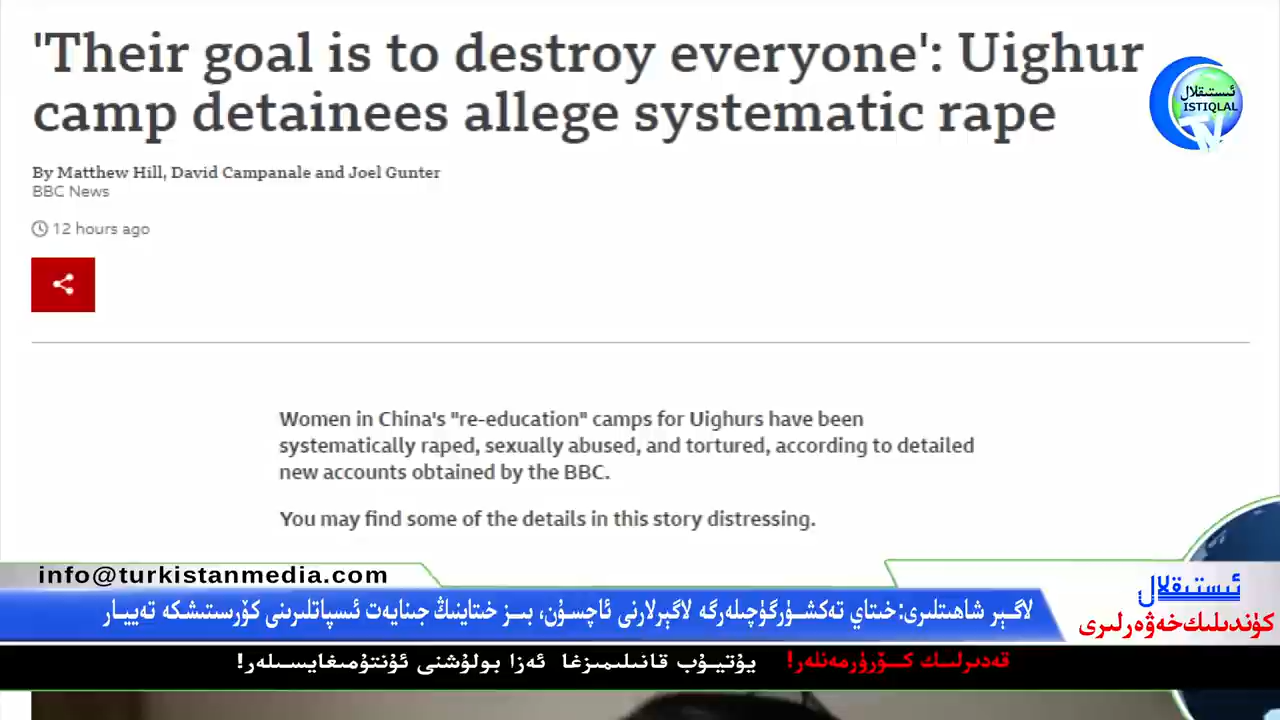 'Their goal is to destroy everyone': Uighur
camp detainees allege systematic rape
ئىستىقلال
ISTIQLAL
TV
By Matthew Hill, David Campanale and Joel Gunter
BBC News
12 hours ago
Women in China's "re-education" camps for Uighurs have been
systematically raped, sexually abused, and tortured, according to detailed
new accounts obtained by the BBC.
You may find some of the details in this story distressing.
info@turkistanmedia.com
ئىستىقلال
كۈندىلىك خەۋەرلىرى
لاگېر شاھىتلىرى: خىتاي تەكشۈرگۈچىلەرگە لاگېرلارنى ئاچسۇن، بىز خىتاينىڭ جىنايەت ئىسپاتلىرىنى كۆرسىتىشكە تەييار
قەدىرلىك كۆرۈرمەنلەر! يۇتيۇب قانىلىمىزغا ئەزا بولۇشنى ئۇنتۇمىغايسىلەر!